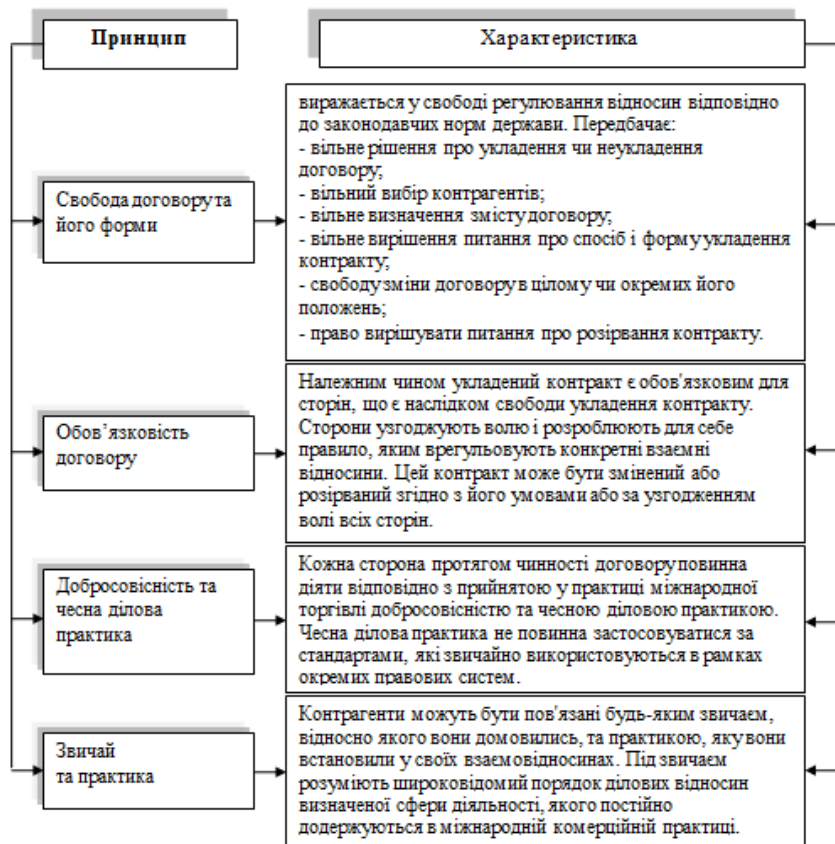 Принцип
Характеристика
Свобода договору та
його форми
виражається у свободі регулювання відносин відповідно
до законодавчих норм держави. Передбачає:
- вільне рішення про укладення чи неукладення
договору;
- вільний вибір контрагентів;
- вільне визначення змісту договору;
- вільне вирішення питання про спосіб і форму укладення
контракту;
- свободу зміни договору в цілому чи окремих його
положень;
- право вирішувати питання про розірвання контракту.
Обов’язковість
договору
Належним чином укладений контракт є обов'язковим для
сторін, що є наслідком свободи укладення контракту.
Сторони узгоджують волю і розроблюють для себе
правило, яким врегульовують конкретні взаємні
відносини. Цей контракт може бути змінений або
розірваний згідно з його умовами або за узгодженням
волі всіх сторін.
Добросовісність та
чесна ділова
практика
Кожна сторона протягом чинності договору повинна
діяти відповідно з прийнятою у практиці міжнародної
торгівлі добросовісністю та чесною діловою практикою.
Чесна ділова практика не повинна застосовуватися за
стандартами, які звичайно використовуються в рамках
окремих правових систем.
Звичай
та практика
Контрагенти можуть бути пов'язані будь-яким звичаєм,
відносно якого вони домовились, та практикою, яку вони
встановили у своїх взаємовідносинах. Під звичаєм
розуміють широковідомий порядок ділових відносин
визначеної сфери діяльності, якого постійно
додержуються в міжнародній комерційній практиці.